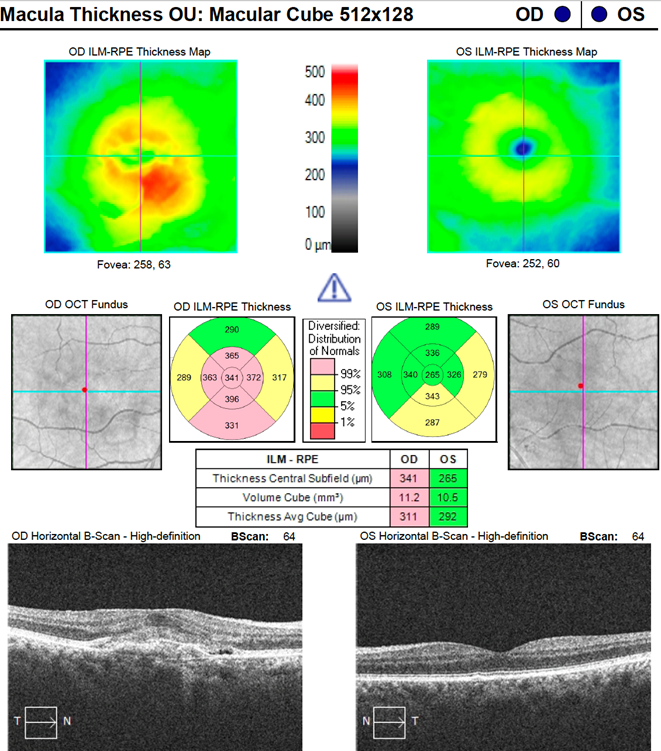 Macula Thickness OU: Macular Cube 512x128 OD OS
OD ILM-RPE Thickness Map OS ILM-RPE Thickness Map
500
400
300
200
100
0 µm
Fovea: 258, 63 Fovea: 252, 60
OD OCT Fundus OD ILM-RPE Thickness OS ILM-RPE Thickness OS OCT Fundus
290
365
289 363 341 372 317
396
331
Diversified:
Distribution
of Normals
99%
95%
5%
1%
289
336
308 340 265 326 279
343
287
ILM - RPE OD OS
Thickness Central Subfield (µm) 341 265
Volume Cube (mm³) 11.2 10.5
Thickness Avg Cube (µm) 311 292
OD Horizontal B-Scan - High-definition BScan: 64 OS Horizontal B-Scan - High-definition BScan: 64
T N N T